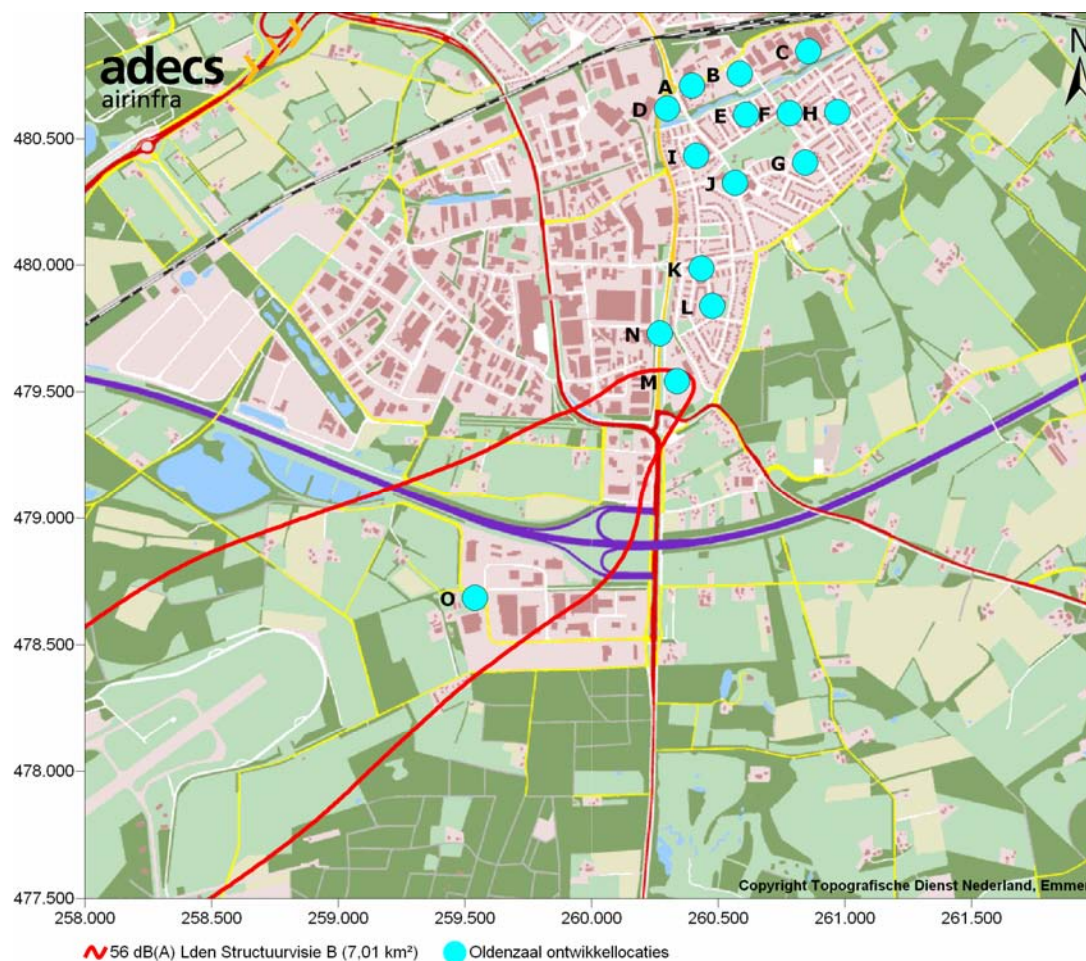 adecs
airinfra
N
C
B
A
D
E
F
H
I
G
J
K
L
N
M
O
480.500
480.000
479.500
479.000
478.500
478.000
477.500
Copyright Topografische Dienst Nederland, Emmen
258.000 258.500 259.000 259.500 260.000 260.500 261.000 261.500
56 dB(A) Lden Structuurvisie B (7,01 km²) Oldenzaal ontwikkellocaties